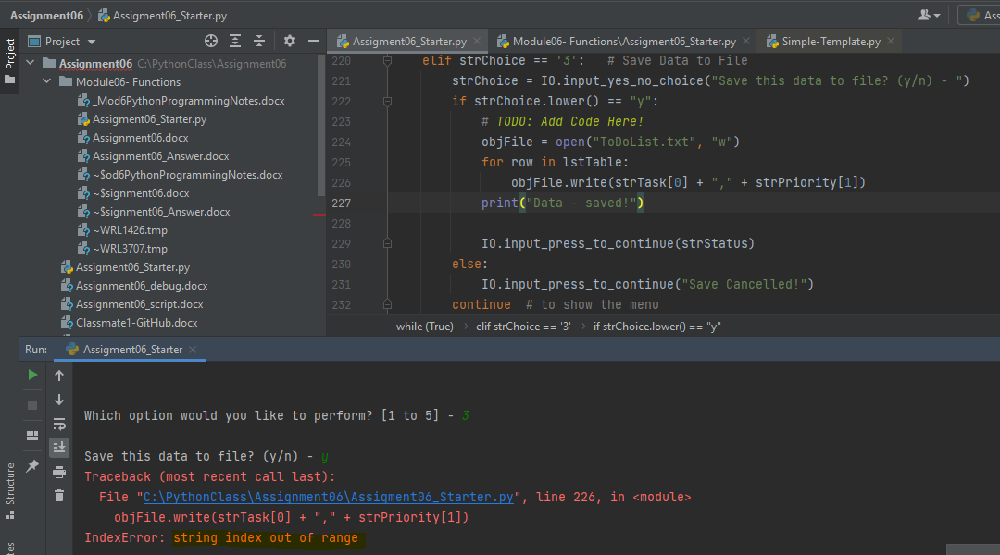 Assignment06 Assigment06_Starter.py Ass
Project
Project
Assigment06_Starter.py Module06- Functions\Assigment06_Starter.py Simple-Template.py
Assignment06 C:\PythonClass\Assignment06
Module06- Functions
_Mod6PythonProgrammingNotes.docx
Assigment06_Starter.py
Assignment06.docx
Assignment06_Answer.docx
~$od6PythonProgrammingNotes.docx
~$signment06.docx
~$signment06_Answer.docx
~WRL1426.tmp
~WRL3707.tmp
Assigment06_Starter.py
Assignment06_debug.docx
Assignment06_script.docx
Classmate1-GitHub.docx
220 elif strChoice == '3': # Save Data to File
221 strChoice = IO.input_yes_no_choice("Save this data to file? (y/n) - ")
222 if strChoice.lower() == "y":
223 # TODO: Add Code Here!
224 objFile = open("ToDoList.txt", "w")
225 for row in lstTable:
226 objFile.write(strTask[0] + "," + strPriority[1])
227 print("Data - saved!")
228
229 IO.input_press_to_continue(strStatus)
230 else:
231 IO.input_press_to_continue("Save Cancelled!")
232 continue # to show the menu
while (True) › elif strChoice == '3' › if strChoice.lower() == "y"
Run: Assigment06_Starter
Which option would you like to perform? [1 to 5] - 3
Save this data to file? (y/n) - y
Traceback (most recent call last):
File "C:\PythonClass\Assignment06\Assigment06_Starter.py", line 226, in <module>
objFile.write(strTask[0] + "," + strPriority[1])
IndexError: string index out of range
Structure